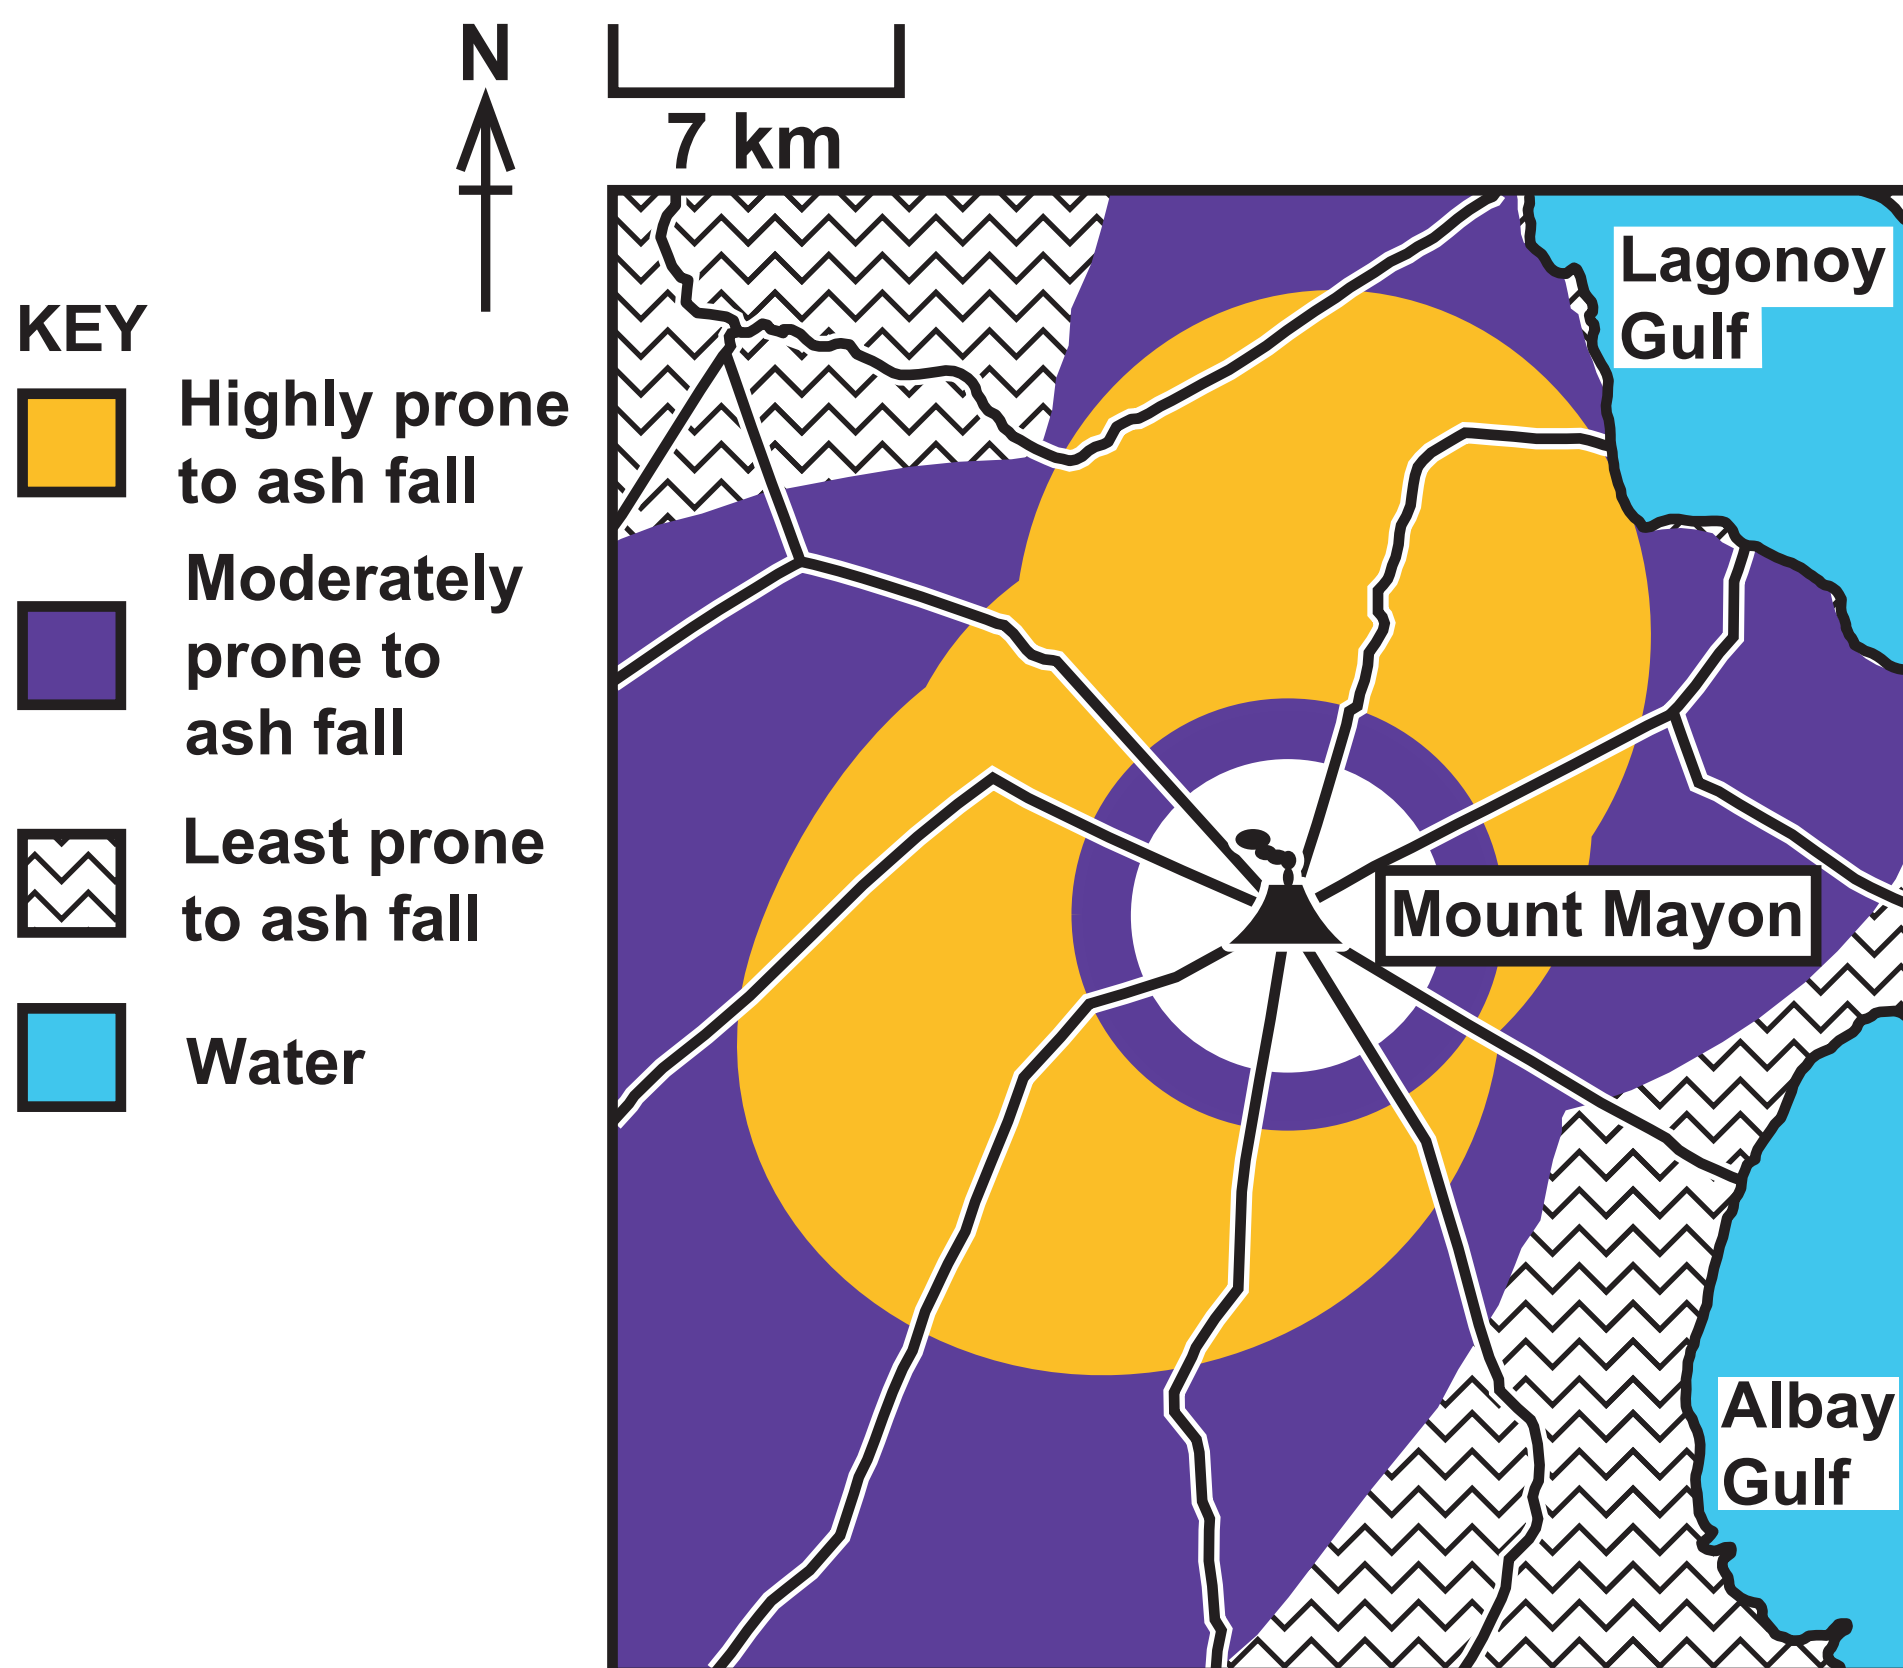 N
7 km
KEY
Highly prone
to ash fall
Moderately
prone to
ash fall
Least prone
to ash fall
Water
Lagonoy
Gulf
Mount Mayon
Albay
Gulf